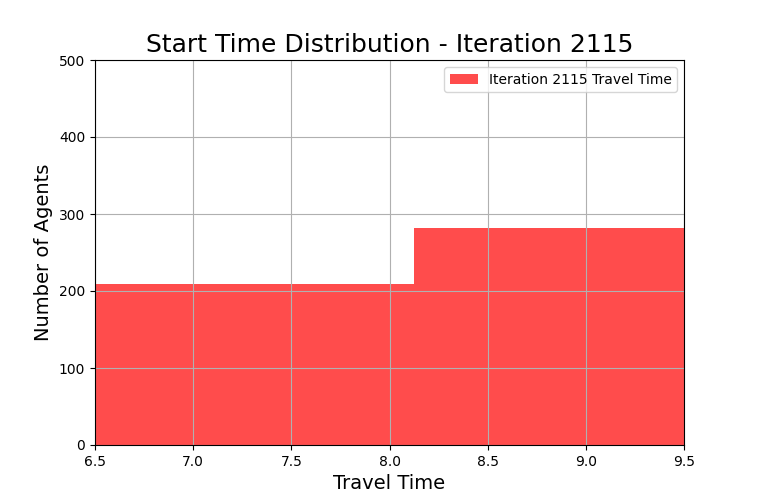 Start Time Distribution - Iteration 2115
Iteration 2115 Travel Time
Number of Agents
500
400
300
200
100
0
6.5 7.0 7.5 8.0 8.5 9.0 9.5
Travel Time